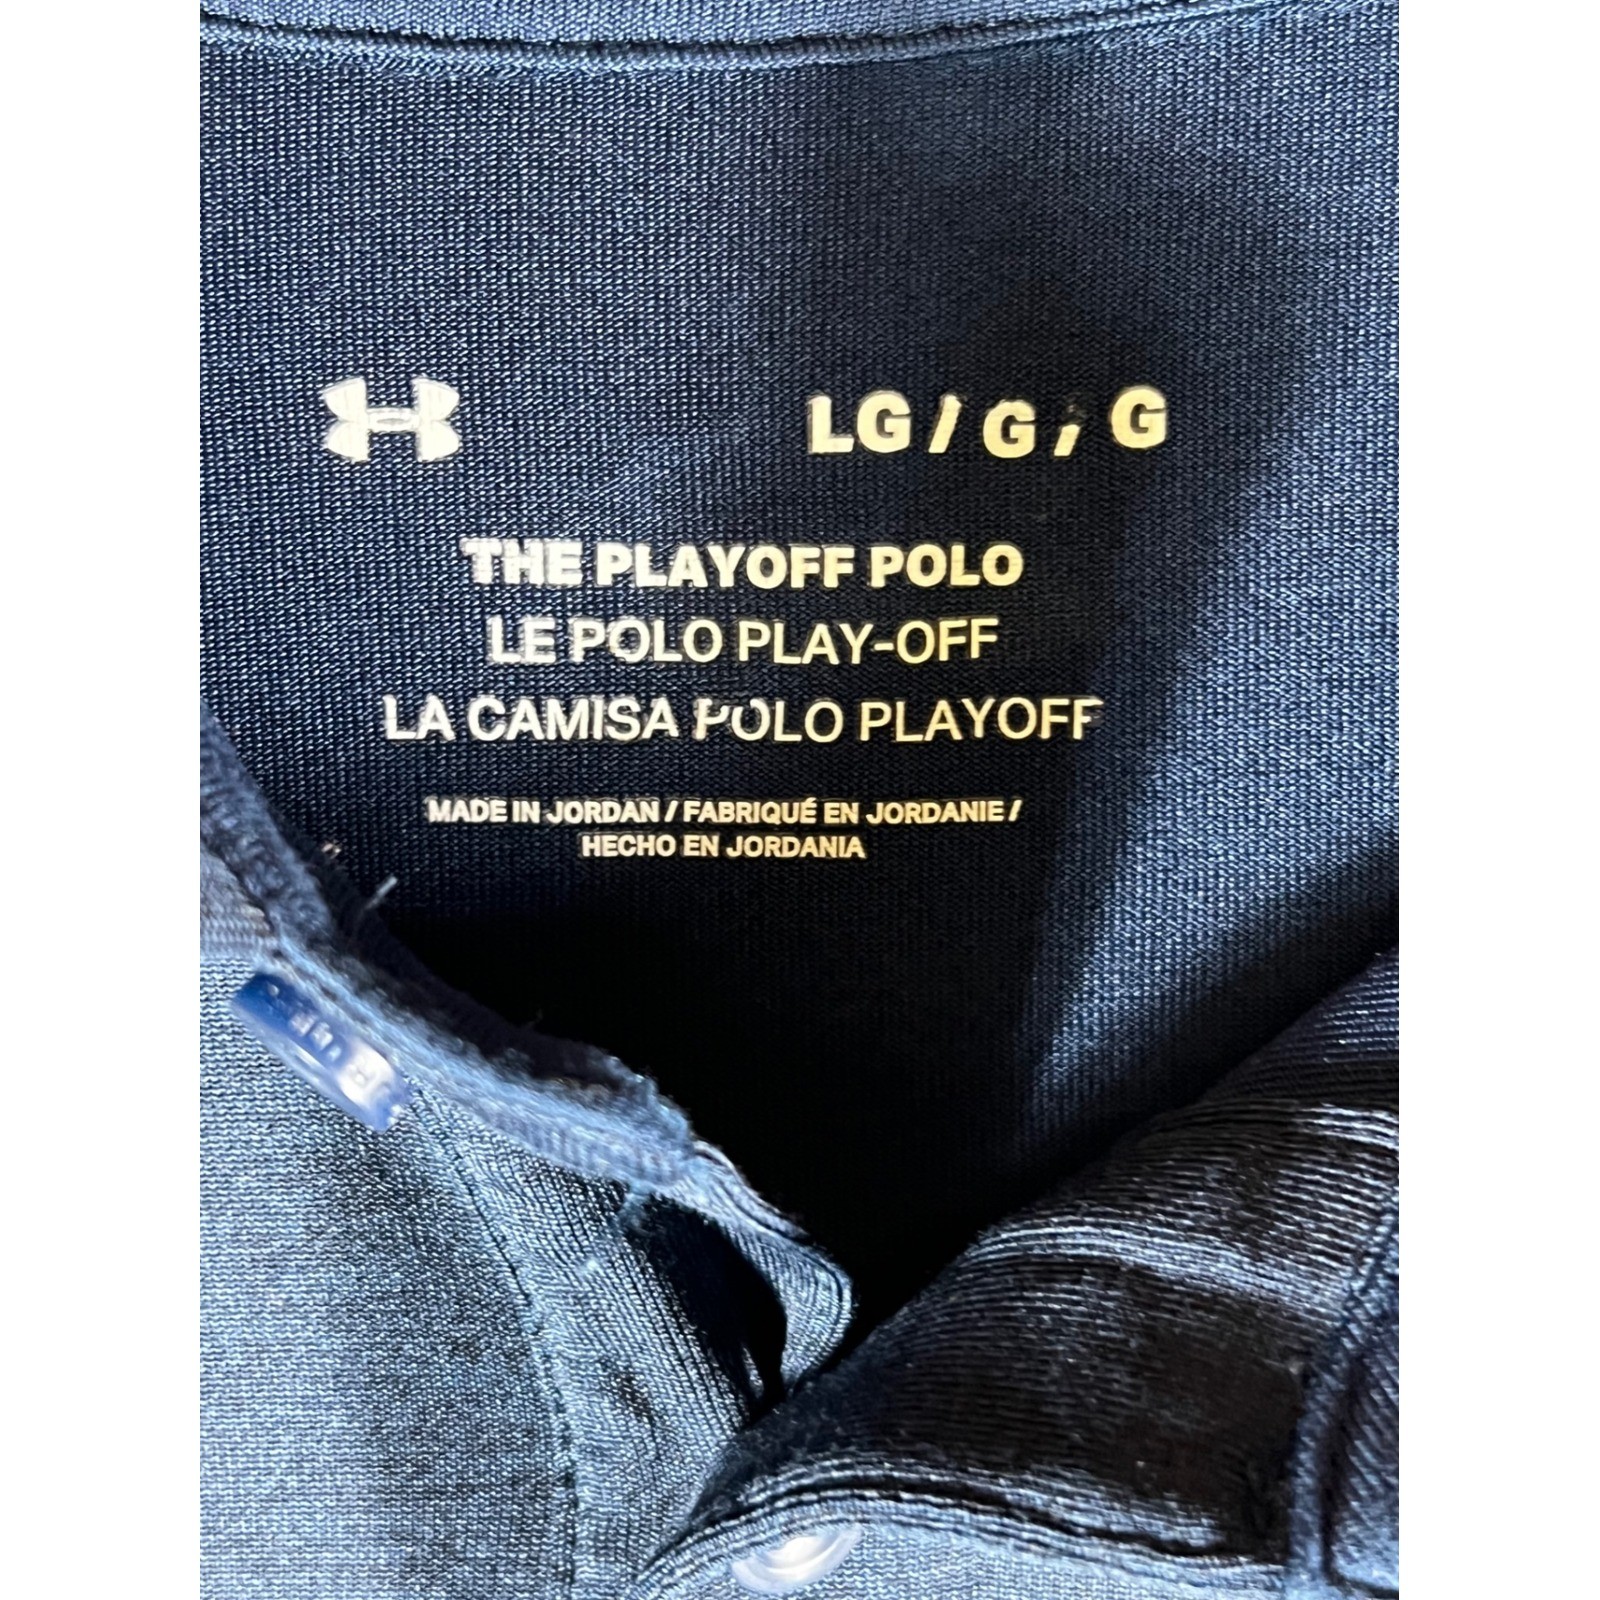 LG / G / G
THE PLAYOFF POLO
LE POLO PLAY-OFF
LA CAMISA POLO PLAYOFF
MADE IN JORDAN / FABRIQUÉ EN JORDANIE /
HECHO EN JORDANIA